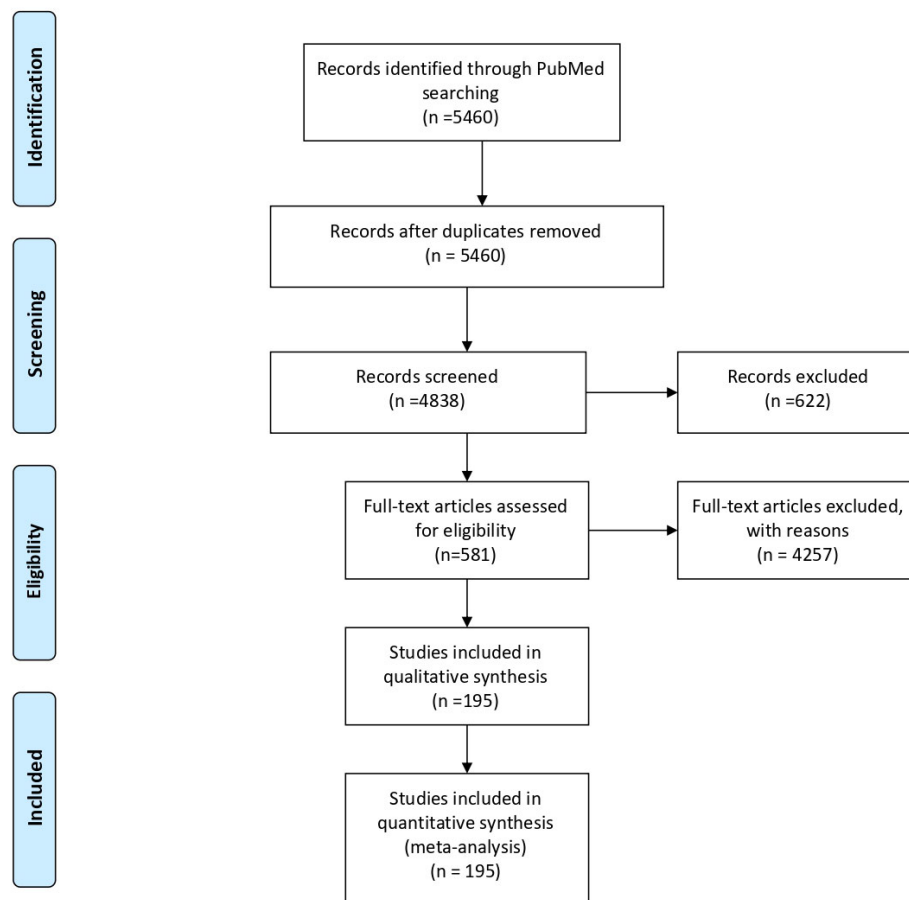 Identification
Records identified through PubMed
searching
(n =5460)
Records after duplicates removed
(n = 5460)
Screening
Records screened
(n =4838)
Records excluded
(n =622)
Eligibility
Full-text articles assessed
for eligibility
(n=581)
Full-text articles excluded,
with reasons
(n = 4257)
Studies included in
qualitative synthesis
(n =195)
Included
Studies included in
quantitative synthesis
(meta-analysis)
(n = 195)